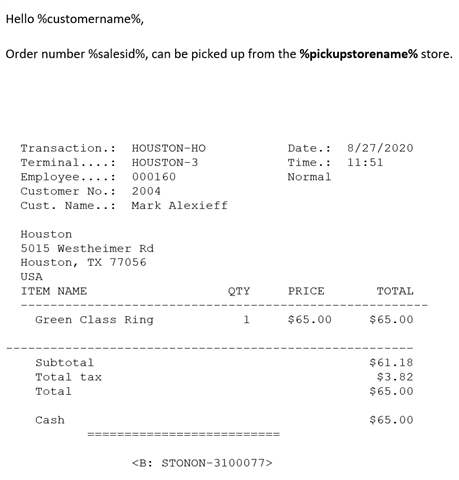 Hello %customername%,
Order number %salesid%, can be picked up from the %pickupstorename% store.
Transaction.: HOUSTON-HO Date.: 8/27/2020
Terminal....: HOUSTON-3 Time.: 11:51
Employee....: 000160 Normal
Customer No.: 2004
Cust. Name..: Mark Alexieff
Houston
5015 Westheimer Rd
Houston, TX 77056
USA
ITEM NAME QTY PRICE TOTAL
Green Class Ring 1 $65.00 $65.00
Subtotal $61.18
Total tax $3.82
Total $65.00
Cash $65.00
==========================
<B: STONON-3100077>